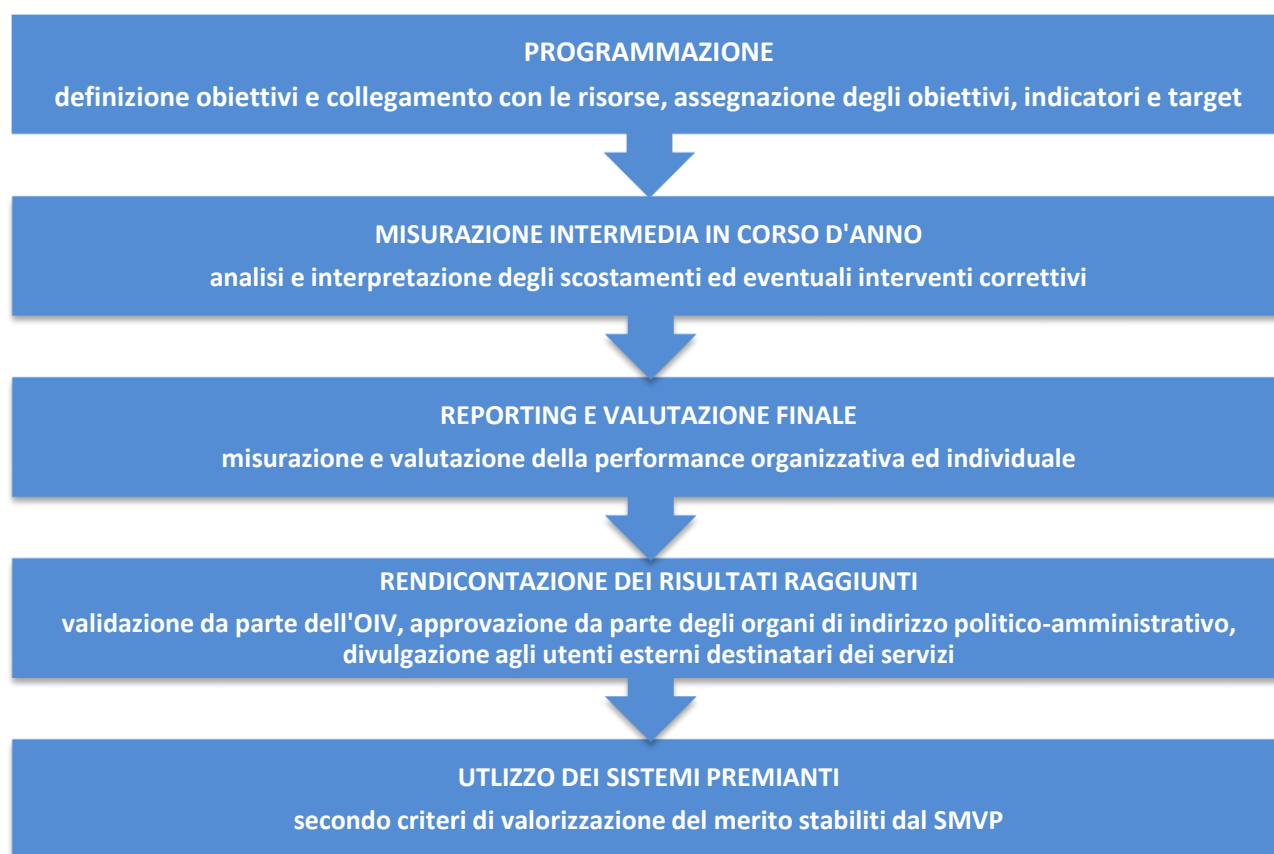 PROGRAMMAZIONE
definizione obiettivi e collegamento con le risorse, assegnazione degli obiettivi, indicatori e target
MISURAZIONE INTERMEDIA IN CORSO D'ANNO
analisi e interpretazione degli scostamenti ed eventuali interventi correttivi
REPORTING E VALUTAZIONE FINALE
misurazione e valutazione della performance organizzativa ed individuale
RENDICONTAZIONE DEI RISULTATI RAGGIUNTI
validazione da parte dell'OIV, approvazione da parte degli organi di indirizzo politico-amministrativo,
divulgazione agli utenti esterni destinatari dei servizi
UTLIZZO DEI SISTEMI PREMIANTI
secondo criteri di valorizzazione del merito stabiliti dal SMVP